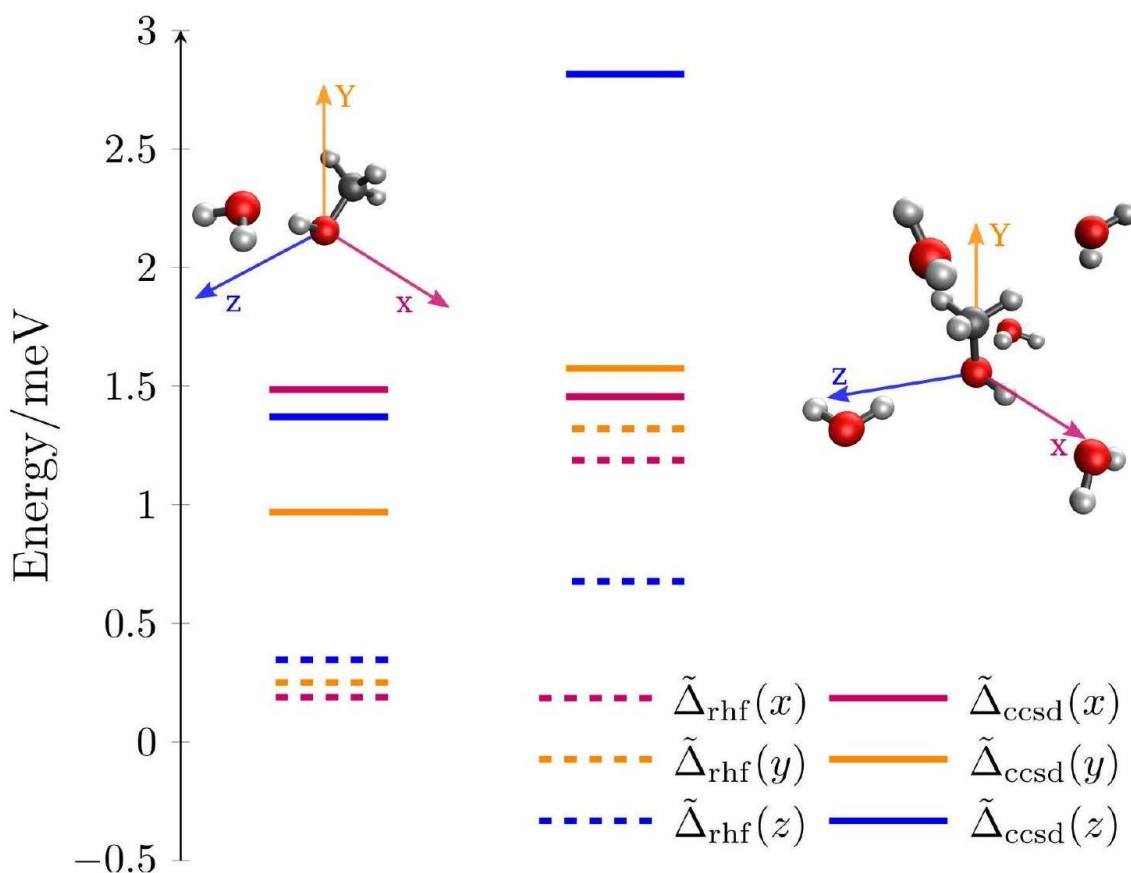 Energy/meV
3
2.5
2
1.5
1
0.5
0
−0.5
Y
z
x
Y
z
x
Δ̃rhf(x) Δ̃ccsd(x)
Δ̃rhf(y) Δ̃ccsd(y)
Δ̃rhf(z) Δ̃ccsd(z)